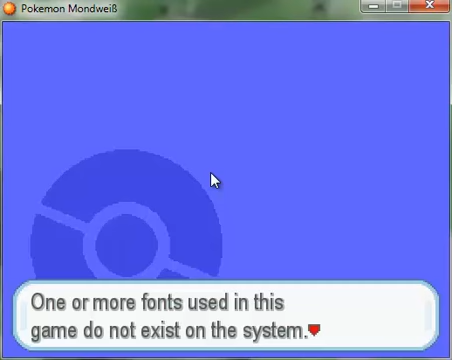 Pokemon Mondweiß
One or more fonts used in this
game do not exist on the system.